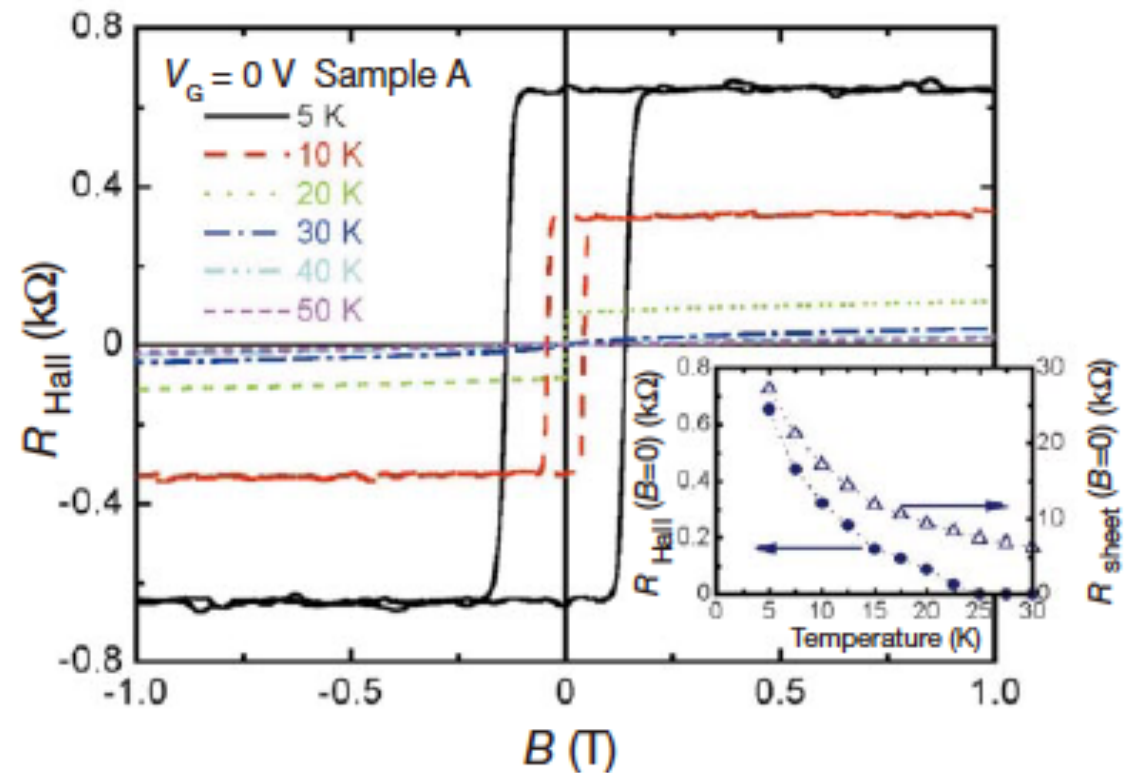 V_G = 0 V Sample A
5 K
10 K
20 K
30 K
40 K
50 K
R Hall (kΩ)
0.8
0.4
0
-0.4
-0.8
-1.0 -0.5 0 0.5 1.0
B (T)
R Hall (B=0) (kΩ)
0.8
0.6
0.4
0.2
0
0 5 10 15 20 25 30
Temperature (K)
30
20
10
0
R sheet (B=0) (kΩ)